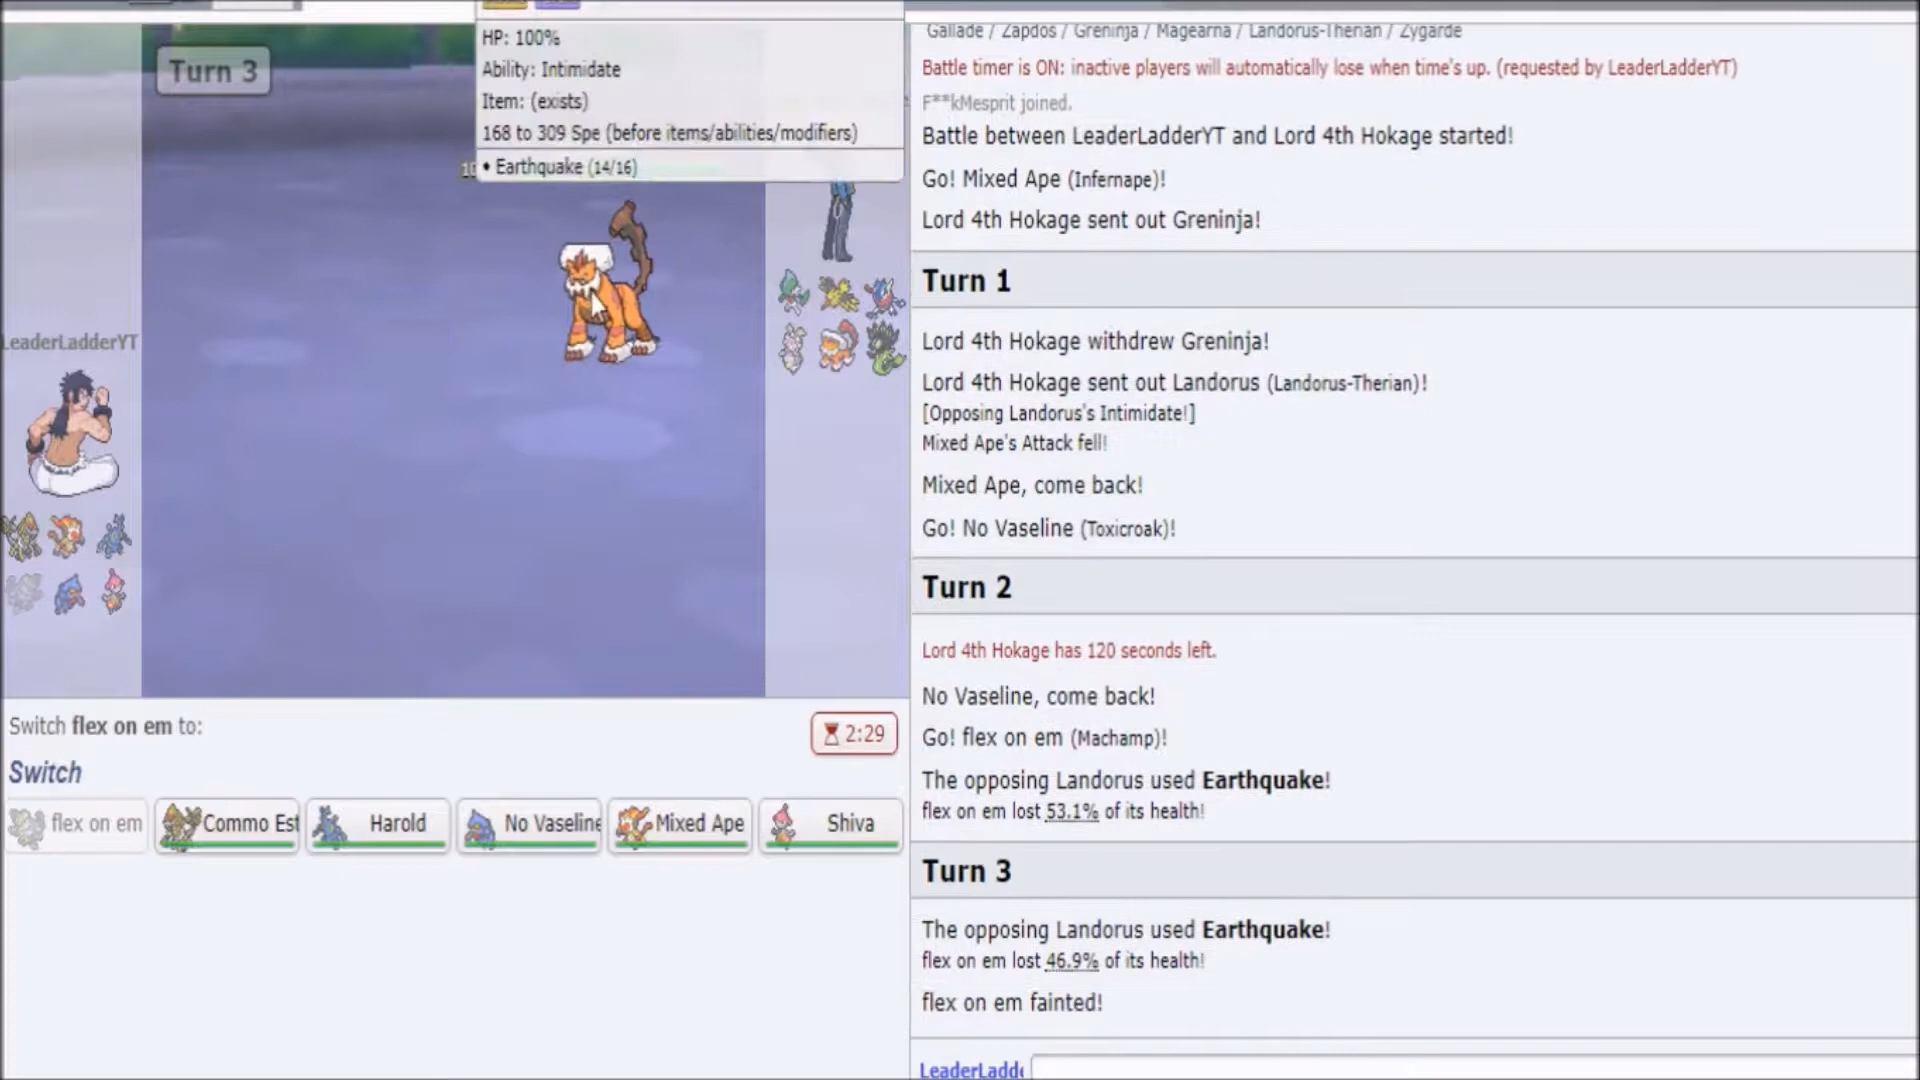 HP: 100%
Ability: Intimidate
Item: (exists)
168 to 309 Spe (before items/abilities/modifiers)
• Earthquake (14/16)
Turn 3
LeaderLadderYT
Switch flex on em to:
2:29
Switch
flex on em
Commo Est
Harold
No Vaseline
Mixed Ape
Shiva
Gallade / Zapdos / Greninja / Magearna / Landorus-Therian / Zygarde
Battle timer is ON: inactive players will automatically lose when time's up. (requested by LeaderLadderYT)
F**kMesprit joined.
Battle between LeaderLadderYT and Lord 4th Hokage started!
Go! Mixed Ape (Infernape)!
Lord 4th Hokage sent out Greninja!
Turn 1
Lord 4th Hokage withdrew Greninja!
Lord 4th Hokage sent out Landorus (Landorus-Therian)!
[Opposing Landorus's Intimidate!]
Mixed Ape's Attack fell!
Mixed Ape, come back!
Go! No Vaseline (Toxicroak)!
Turn 2
Lord 4th Hokage has 120 seconds left.
No Vaseline, come back!
Go! flex on em (Machamp)!
The opposing Landorus used Earthquake!
flex on em lost 53.1% of its health!
Turn 3
The opposing Landorus used Earthquake!
flex on em lost 46.9% of its health!
flex on em fainted!
LeaderLadd